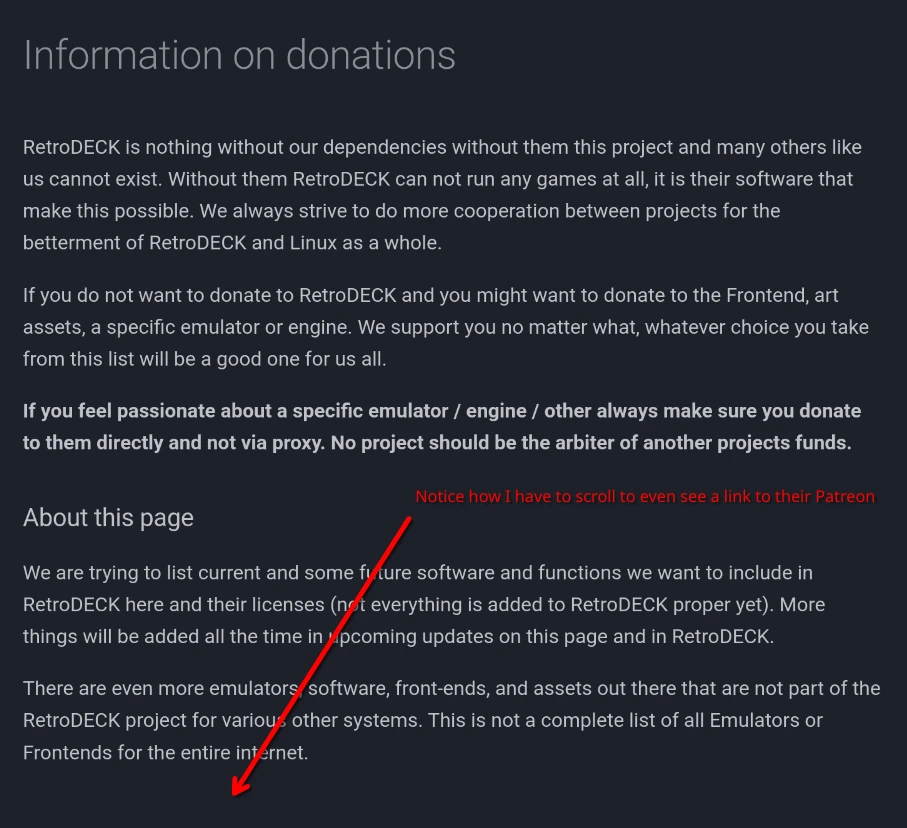 Information on donations
RetroDECK is nothing without our dependencies without them this project and many others like
us cannot exist. Without them RetroDECK can not run any games at all, it is their software that
make this possible. We always strive to do more cooperation between projects for the
betterment of RetroDECK and Linux as a whole.
If you do not want to donate to RetroDECK and you might want to donate to the Frontend, art
assets, a specific emulator or engine. We support you no matter what, whatever choice you take
from this list will be a good one for us all.
If you feel passionate about a specific emulator / engine / other always make sure you donate
to them directly and not via proxy. No project should be the arbiter of another projects funds.
Notice how I have to scroll to even see a link to their Patreon
About this page
We are trying to list current and some future software and functions we want to include in
RetroDECK here and their licenses (not everything is added to RetroDECK proper yet). More
things will be added all the time in upcoming updates on this page and in RetroDECK.
There are even more emulators, software, front-ends, and assets out there that are not part of the
RetroDECK project for various other systems. This is not a complete list of all Emulators or
Frontends for the entire internet.